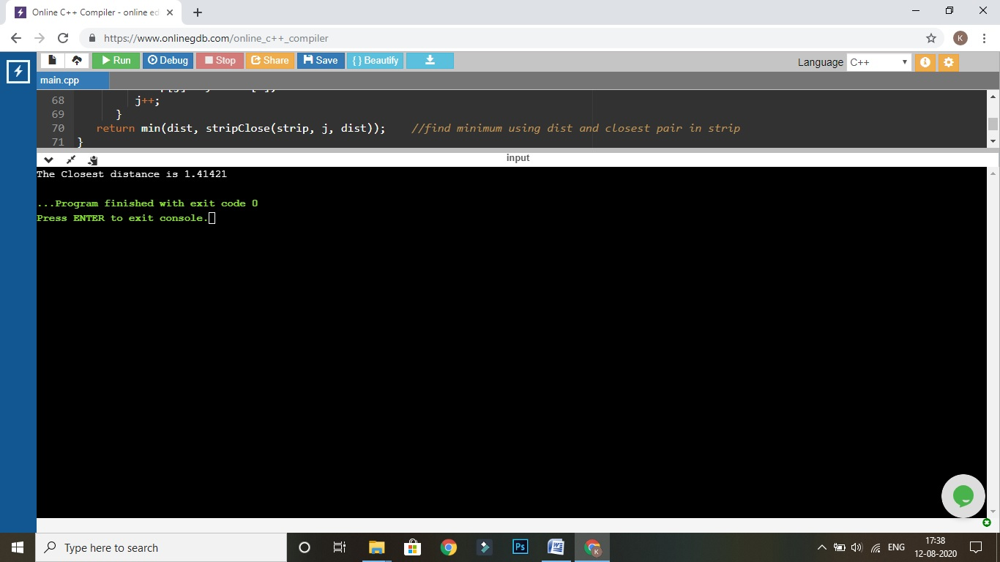 Online C++ Compiler - online ed
https://www.onlinegdb.com/online_c++_compiler
K
Run Debug Stop Share Save { } Beautify
Language C++
main.cpp
68 j++;
69 }
70 return min(dist, stripClose(strip, j, dist)); //find minimum using dist and closest pair in strip
71 }
input
The Closest distance is 1.41421
...Program finished with exit code 0
Press ENTER to exit console.
Type here to search
Ps
W
K
ENG
17:38
12-08-2020